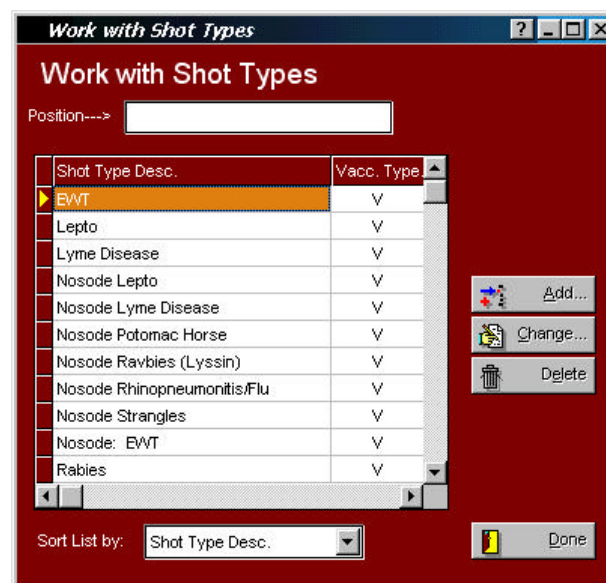 Work with Shot Types
Work with Shot Types
Position--->
Shot Type Desc. Vacc. Type
EWT V
Lepto V
Lyme Disease V
Nosode Lepto V
Nosode Lyme Disease V
Nosode Potomac Horse V
Nosode Ravbies (Lyssin) V
Nosode Rhinopneumonitis/Flu V
Nosode Strangles V
Nosode: EWT V
Rabies V
Add...
Change...
Delete
Sort List by: Shot Type Desc.
Done